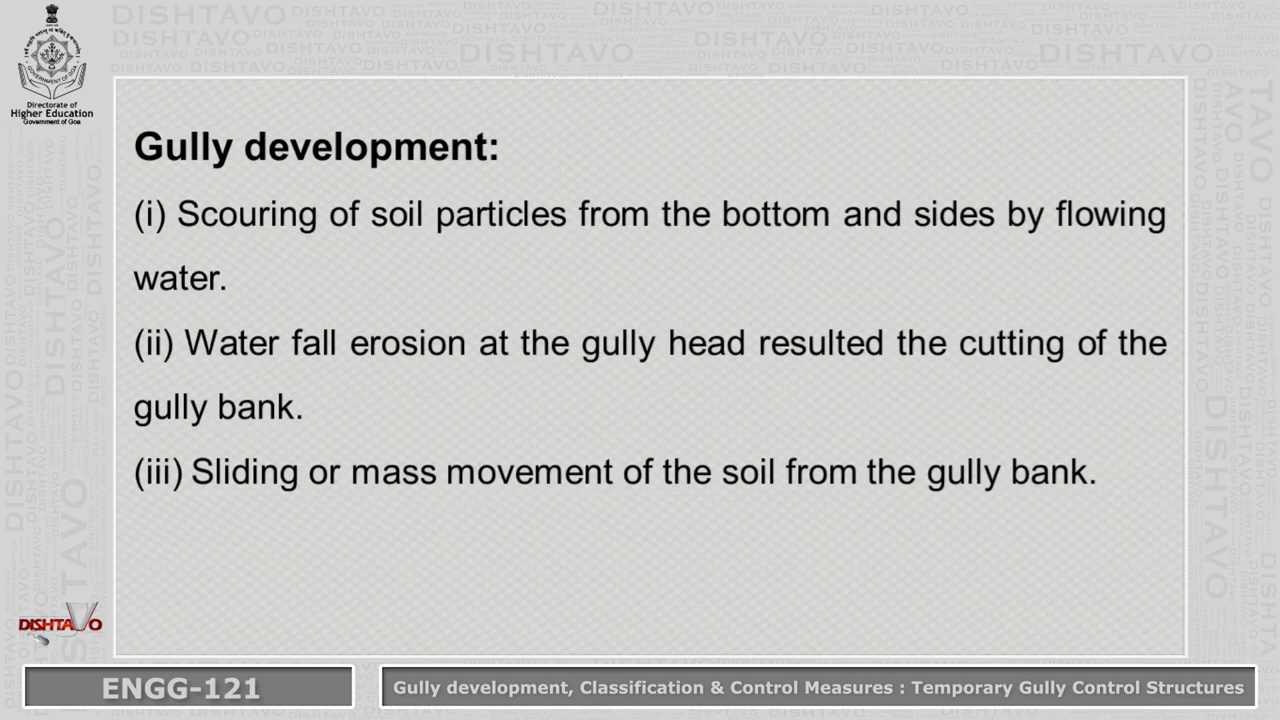 Directorate of
Higher Education
Government of Goa
Gully development:
(i) Scouring of soil particles from the bottom and sides by flowing
water.
(ii) Water fall erosion at the gully head resulted the cutting of the
gully bank.
(iii) Sliding or mass movement of the soil from the gully bank.
DISHTAVO
ENGG-121
Gully development, Classification & Control Measures : Temporary Gully Control Structures